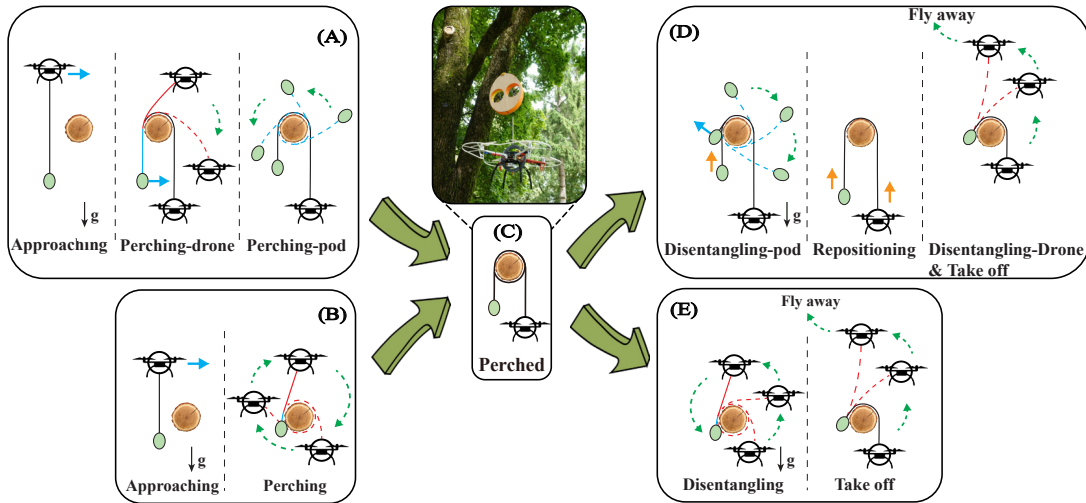 (A)
g
Approaching
Perching-drone
Perching-pod
(B)
g
Approaching
Perching
(C)
Perched
Fly away
(D)
g
Disentangling-pod
Repositioning
Disentangling-Drone
& Take off
Fly away
(E)
g
Disentangling
Take off